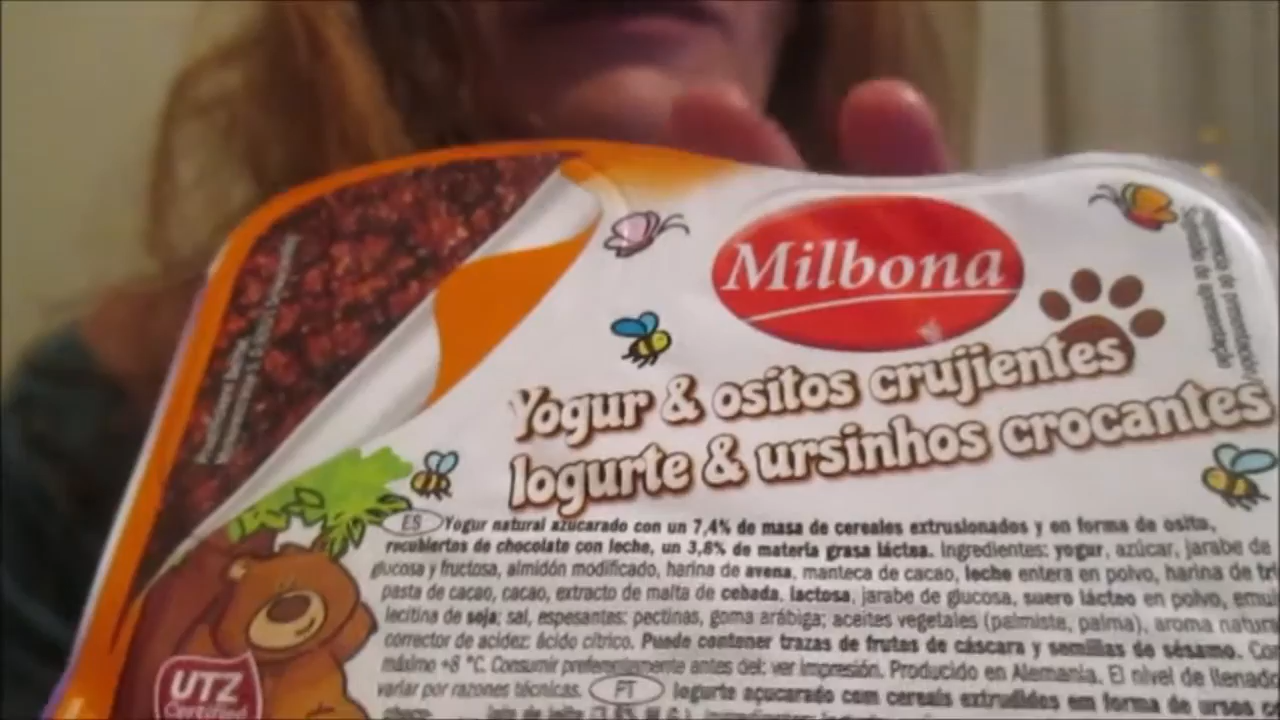 Milbona
Yogur & ositos crujientes
Iogurte & ursinhos crocantes
ES Yogur natural azucarado con un 7,4% de masa de cereales extrusionados y en forma de osito,
recubiertos de chocolate con leche, un 3,8% de materia grasa láctea. Ingredientes: yogur, azúcar, jarabe de
glucosa y fructosa, almidón modificado, harina de avena, manteca de cacao, leche entera en polvo, harina de
pasta de cacao, cacao, extracto de malta de cebada, lactosa, jarabe de glucosa, suero lácteo en polvo,
lecitina de soja; sal, espesantes: pectinas, goma arábiga; aceites vegetales (palmiste, palma), aroma
corrector de acidez: ácido cítrico. Puede contener trazas de frutos de cáscara y semillas de sésamo.
máximo +8 °C. Consumir preferentemente antes del: ver impresión. Producido en Alemania. El nivel de llenado
variar por razones técnicas. PT Iogurte açucarado com cereais extrudidos em forma de ursos
UTZ
Certified